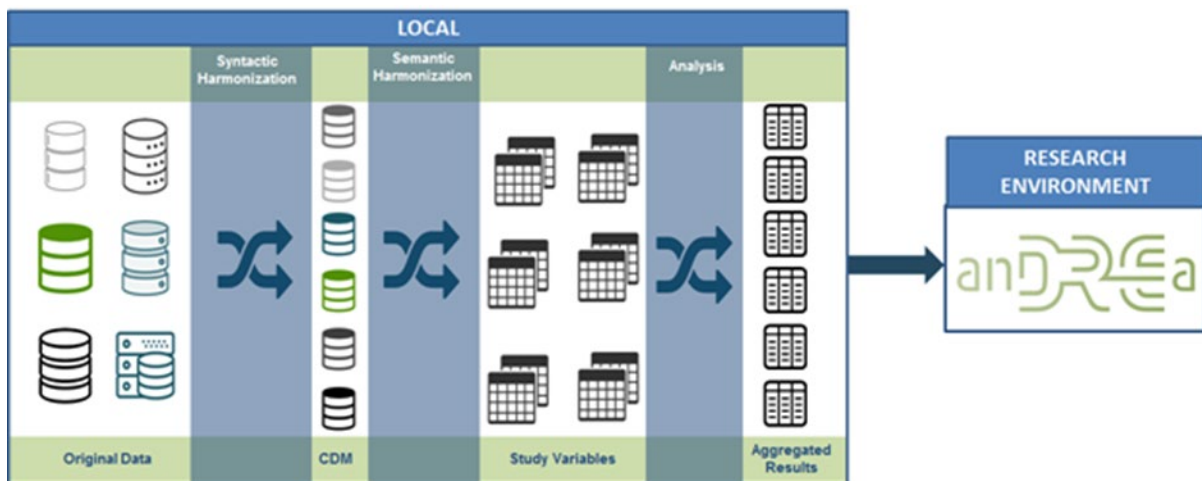 LOCAL
Syntactic
Harmonization
Semantic
Harmonization
Analysis
Original Data
CDM
Study Variables
Aggregated
Results
RESEARCH
ENVIRONMENT
anDREa